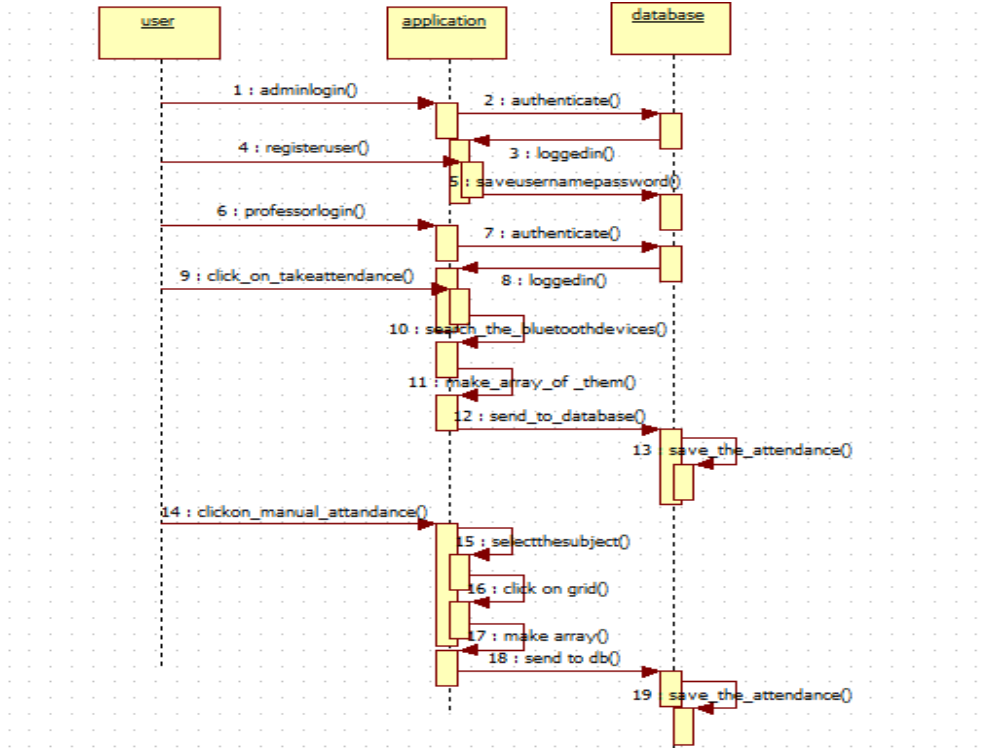 user
application
database
1 : adminlogin()
2 : authenticate()
3 : loggedin()
4 : registeruser()
5 : saveusernamepassword()
6 : professorlogin()
7 : authenticate()
8 : loggedin()
9 : click_on_takeattendance()
10 : search_the_bluetoothdevices()
11 : make_array_of _them()
12 : send_to_database()
13 : save_the_attendance()
14 : clickon_manual_attandance()
15 : selectthesubject()
16 : click on grid()
17 : make array()
18 : send to db()
19 : save_the_attendance()